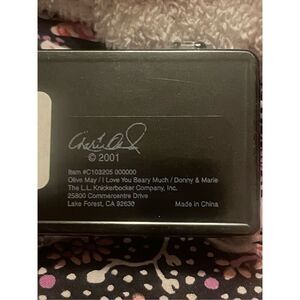 © 2001
Item #C103205 000000
Olive May / I Love You Beary Much / Donny & Marie
The L.L. Knickerbocker Company, Inc.
25800 Commercentre Drive
Lake Forest, CA 92630
Made in China